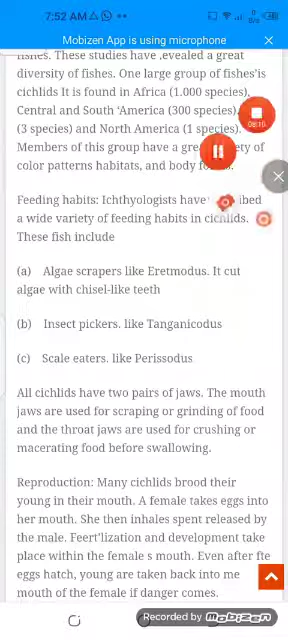 7:52 AM
0
B/s
Mobizen App is using microphone
fishes. These studies have ,evealed a great
diversity of fishes. One large group of fishes'is
cichlids It is found in Africa (1.000 species),
Central and South 'America (300 species),
(3 species) and North America (1 species).
08:10
Members of this group have a
color patterns habitats, and body
Feeding habits: Ichthyologists have
a wide variety of feeding habits in cichlids.
These fish include
(a) Algae scrapers like Eretmodus. It cut
algae with chisel-like teeth
(b) Insect pickers. like Tanganicodus
(c) Scale eaters. like Perissodus
All cichlids have two pairs of jaws. The mouth
jaws are used for scraping or grinding of food
and the throat jaws are used for crushing or
macerating food before swallowing.
Reproduction: Many cichlids brood their
young in their mouth. A female takes eggs into
her mouth. She then inhales spent released by
the male. Feert'lization and development take
place within the female s mouth. Even after fte
eggs hatch, young are taken back into me
mouth of the female if danger comes.
Recorded by Mobizen